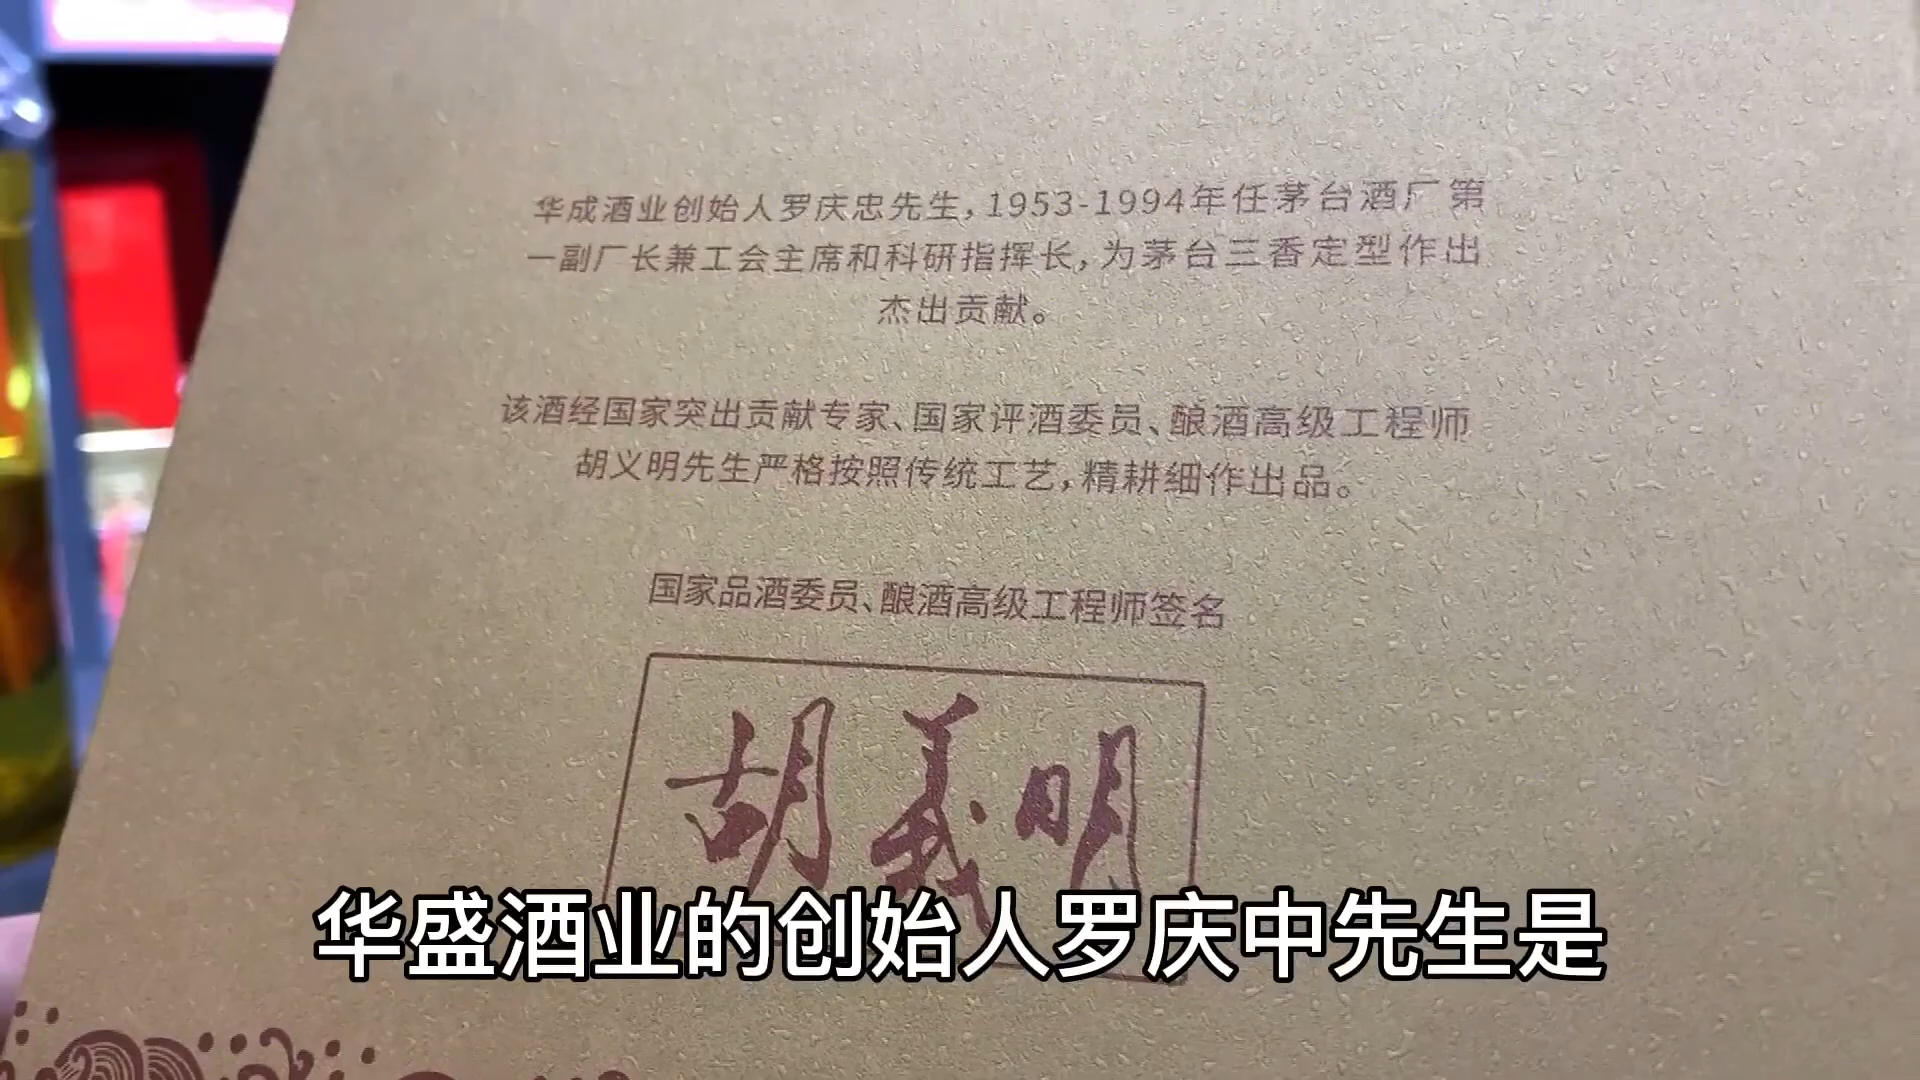 华成酒业创始人罗庆忠先生，1953-1994年任茅台酒厂第
一副厂长兼工会主席和科研指挥长，为茅台三香定型作出
杰出贡献。
该酒经国家突出贡献专家、国家评酒委员、酿酒高级工程师
胡义明先生严格按照传统工艺，精耕细作出品。
国家品酒委员、酿酒高级工程师签名
胡義明
华盛酒业的创始人罗庆中先生是